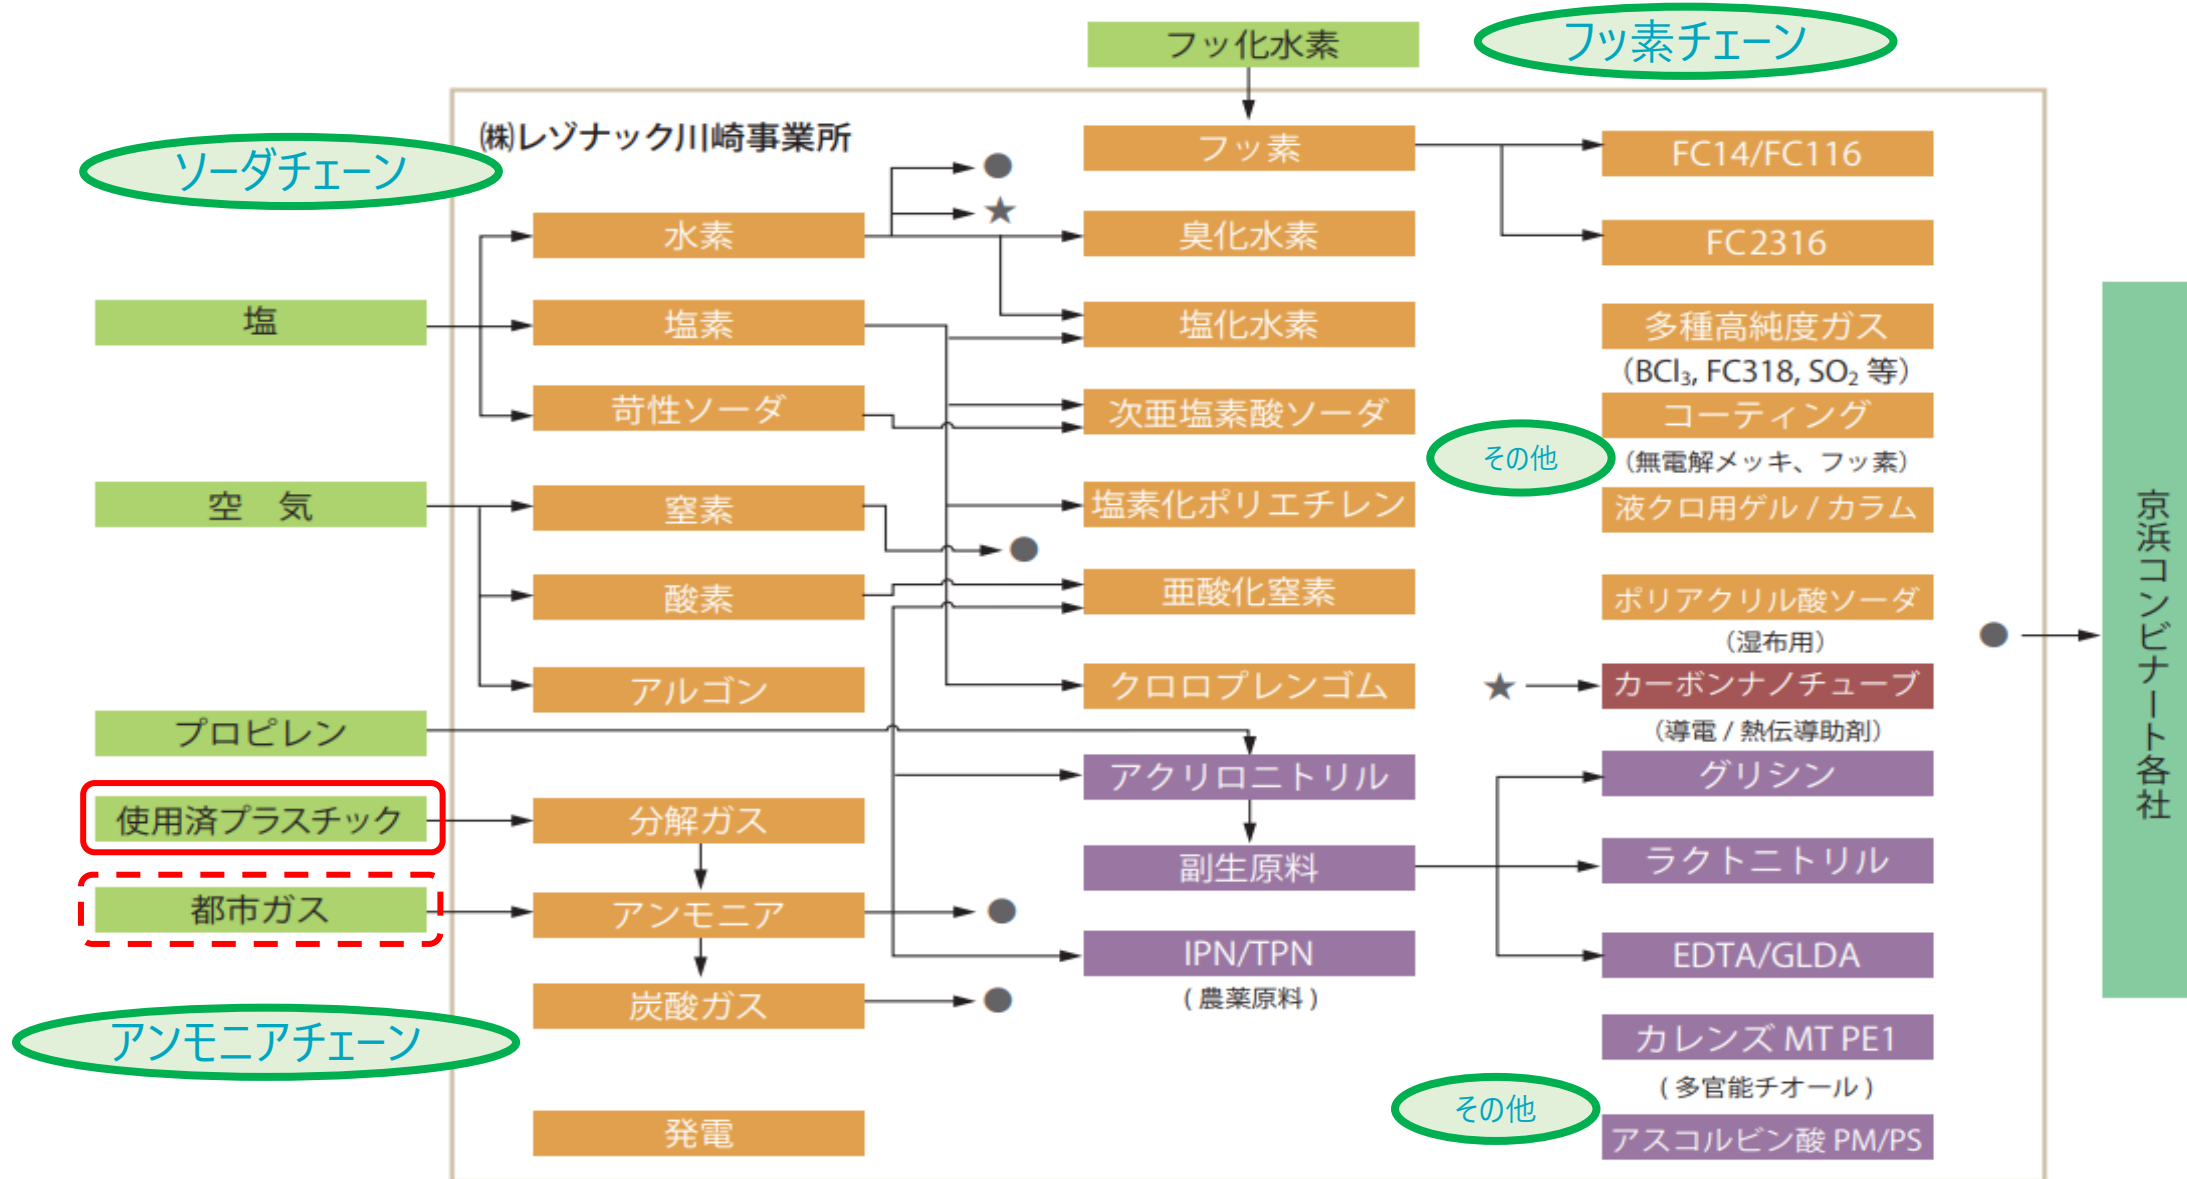 フッ化水素
フッ素チェーン
㈱レゾナック川崎事業所
ソーダチェーン
フッ素
FC14/FC116
水素
臭化水素
FC2316
塩
塩素
塩化水素
多種高純度ガス
（BCl₃, FC318, SO₂ 等）
苛性ソーダ
次亜塩素酸ソーダ
コーティング
その他
（無電解メッキ、フッ素）
空　気
窒素
塩素化ポリエチレン
液クロ用ゲル / カラム
酸素
亜酸化窒素
ポリアクリル酸ソーダ
（湿布用）
アルゴン
クロロプレンゴム
カーボンナノチューブ
（導電 / 熱伝導助剤）
プロピレン
アクリロニトリル
グリシン
使用済プラスチック
分解ガス
副生原料
ラクトニトリル
都市ガス
アンモニア
IPN/TPN
( 農薬原料 )
EDTA/GLDA
炭酸ガス
アンモニアチェーン
カレンズ MT PE1
( 多官能チオール )
その他
発電
アスコルビン酸 PM/PS
京浜コンビナート各社